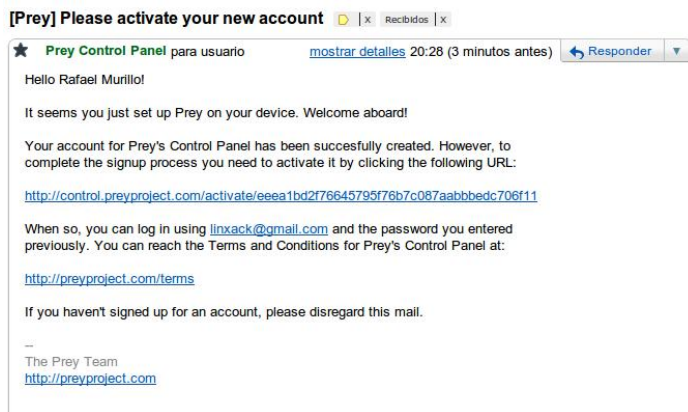 [Prey] Please activate your new account | x Recibidos | x
Prey Control Panel para usuario mostrar detalles 20:28 (3 minutos antes) Responder
Hello Rafael Murillo!
It seems you just set up Prey on your device. Welcome aboard!
Your account for Prey's Control Panel has been succesfully created. However, to
complete the signup process you need to activate it by clicking the following URL:
http://control.preyproject.com/activate/eeea1bd2f76645795f76b7c087aabbbedc706f11
When so, you can log in using linxack@gmail.com and the password you entered
previously. You can reach the Terms and Conditions for Prey's Control Panel at:
http://preyproject.com/terms
If you haven't signed up for an account, please disregard this mail.
--
The Prey Team
http://preyproject.com